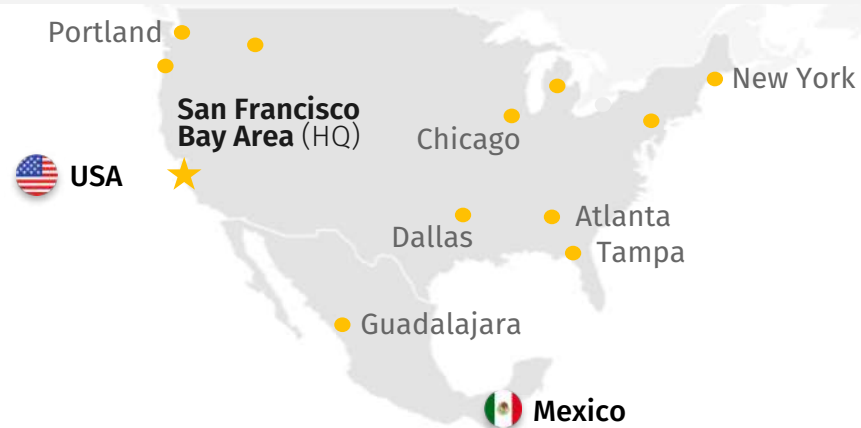 Portland
New York
San Francisco
Bay Area (HQ)
Chicago
USA
Atlanta
Dallas
Tampa
Guadalajara
Mexico